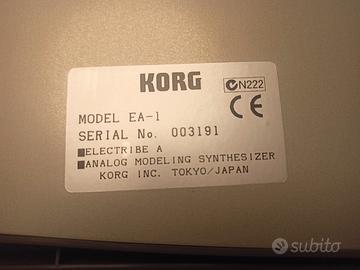 KORG
N222
CE
MODEL EA-1
SERIAL No. 003191
■ELECTRIBE A
■ANALOG MODELING SYNTHESIZER
KORG INC. TOKYO/JAPAN
subito